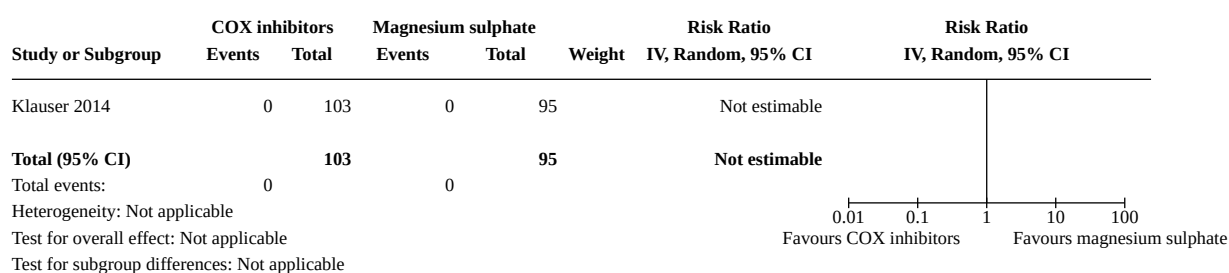 COX inhibitors Magnesium sulphate Risk Ratio Risk Ratio
Study or Subgroup Events Total Events Total Weight IV, Random, 95% CI IV, Random, 95% CI
Klauser 2014 0 103 0 95 Not estimable
Total (95% CI) 103 95 Not estimable
Total events: 0 0
Heterogeneity: Not applicable
0.01 0.1 1 10 100
Test for overall effect: Not applicable Favours COX inhibitors Favours magnesium sulphate
Test for subgroup differences: Not applicable